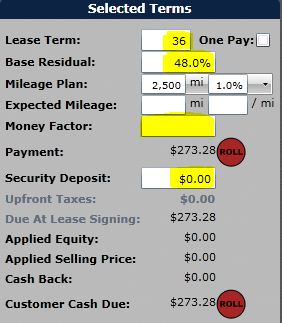 Selected Terms
Lease Term: 36 One Pay:
Base Residual: 48.0%
Mileage Plan: 2,500 mi 1.0%
Expected Mileage: mi / mi
Money Factor:
Payment: $273.28 ROLL
Security Deposit: $0.00
Upfront Taxes: $0.00
Due At Lease Signing: $273.28
Applied Equity: $0.00
Applied Selling Price: $0.00
Cash Back: $0.00
Customer Cash Due: $273.28 ROLL